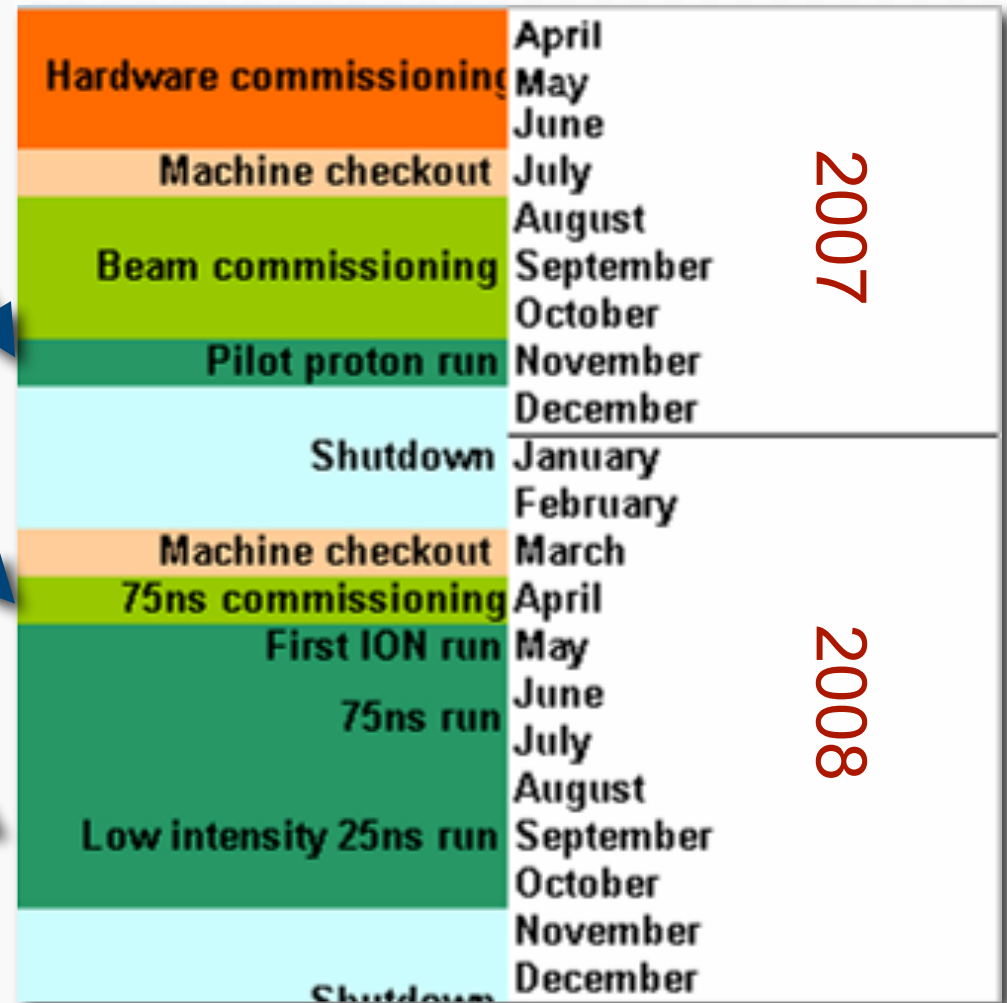 April
Hardware commissioning May
June
Machine checkout July
August
Beam commissioning September
October
Pilot proton run November
December
2007
Shutdown January
February
Machine checkout March
75ns commissioning April
First ION run May
June
75ns run
July
August
Low intensity 25ns run September
October
November
December
Shutdown
2008